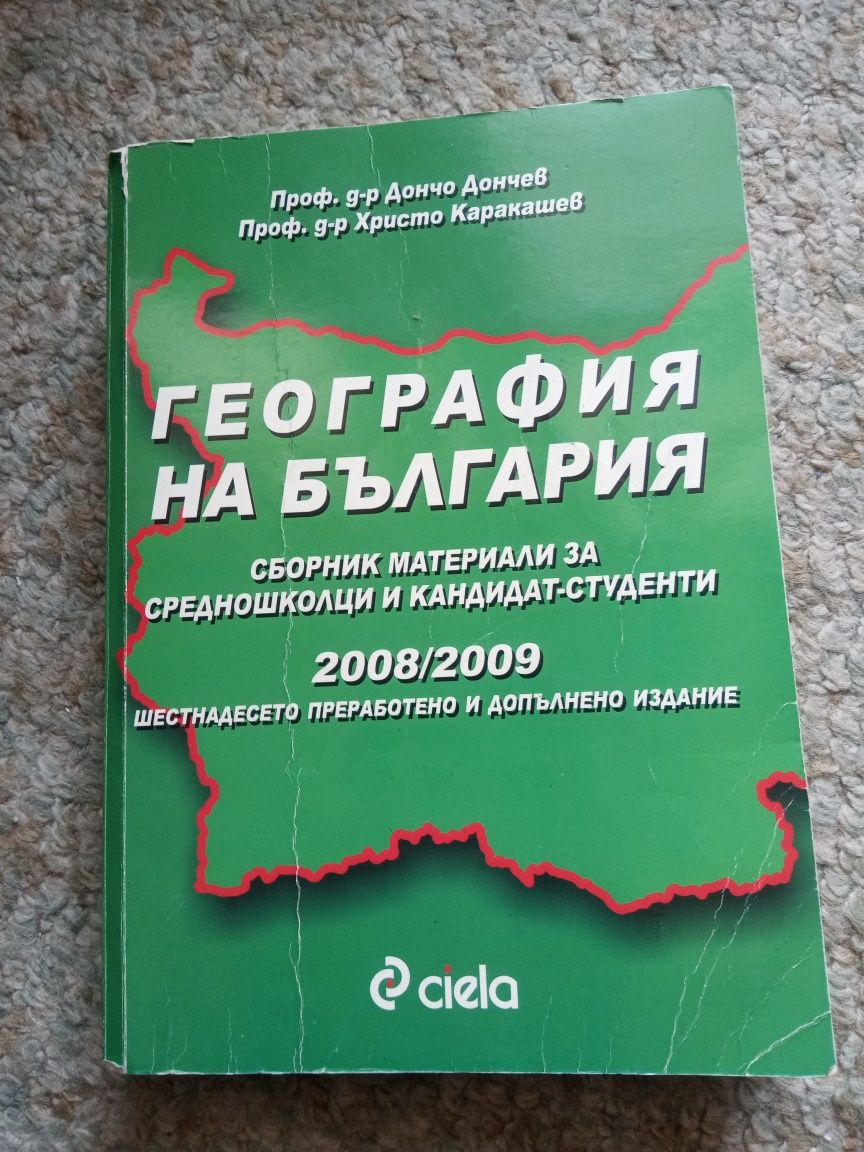 Проф. д-р Дончо Дончев
Проф. д-р Христо Каракашев
ГЕОГРАФИЯ
НА БЪЛГАРИЯ
СБОРНИК МАТЕРИАЛИ ЗА
СРЕДНОШКОЛЦИ И КАНДИДАТ-СТУДЕНТИ
2008/2009
ШЕСТНАДЕСЕТО ПРЕРАБОТЕНО И ДОПЪЛНЕНО ИЗДАНИЕ
ciela